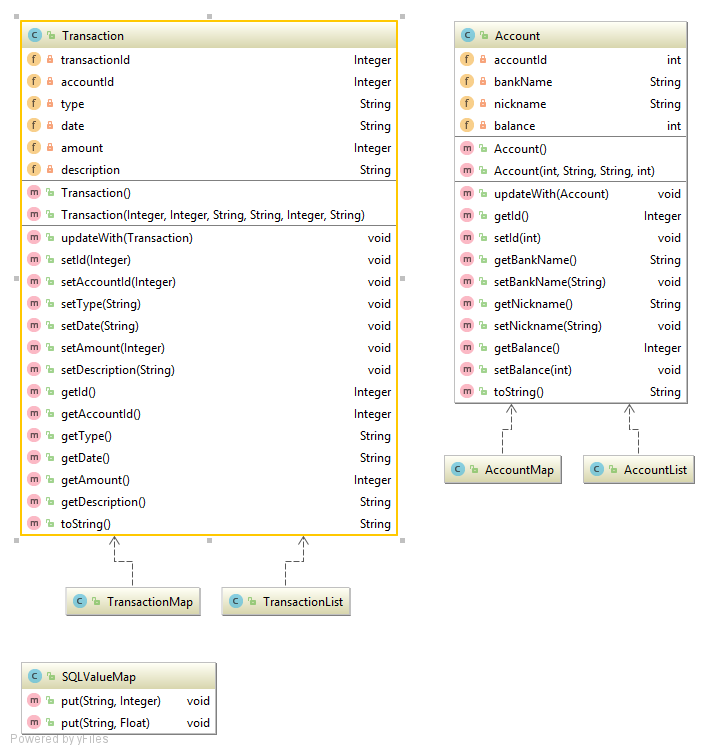 Transaction
transactionId Integer
accountId Integer
type String
date String
amount Integer
description String
Transaction()
Transaction(Integer, Integer, String, String, Integer, String)
updateWith(Transaction) void
setId(Integer) void
setAccountId(Integer) void
setType(String) void
setDate(String) void
setAmount(Integer) void
setDescription(String) void
getId() Integer
getAccountId() Integer
getType() String
getDate() String
getAmount() Integer
getDescription() String
toString() String
Account
accountId int
bankName String
nickname String
balance int
Account()
Account(int, String, String, int)
updateWith(Account) void
getId() Integer
setId(int) void
getBankName() String
setBankName(String) void
getNickname() String
setNickname(String) void
getBalance() Integer
setBalance(int) void
toString() String
AccountMap
AccountList
TransactionMap
TransactionList
SQLValueMap
put(String, Integer) void
put(String, Float) void
Powered by yFiles